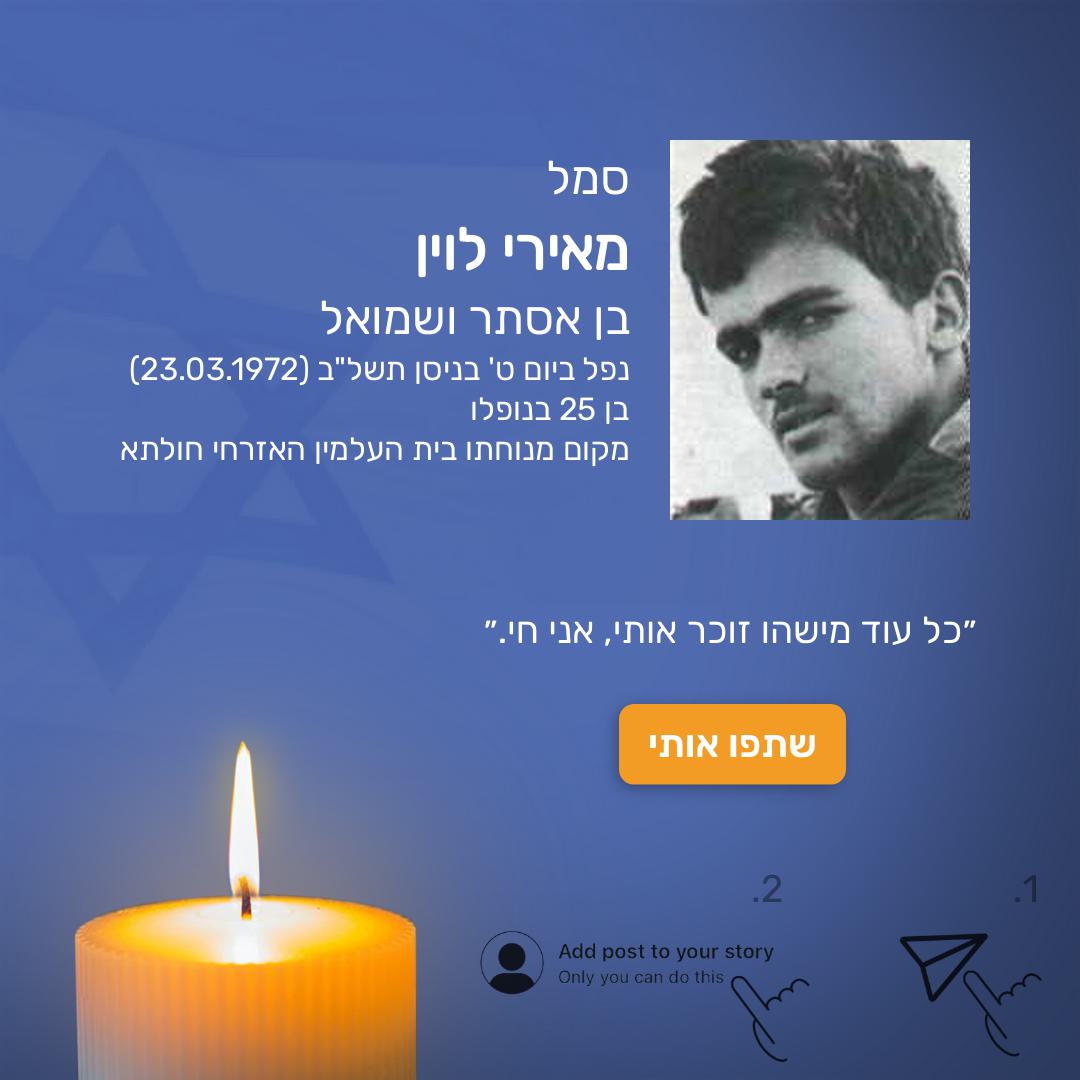 סמל
מאירי לוין
בן אסתר ושמואל
נפל ביום ט' בניסן תשל"ב (23.03.1972)
בן 25 בנופלו
מקום מנוחתו בית העלמין האזרחי חולתא
״כל עוד מישהו זוכר אותי, אני חי.״
שתפו אותי
1.
2.
Add post to your story
Only you can do this